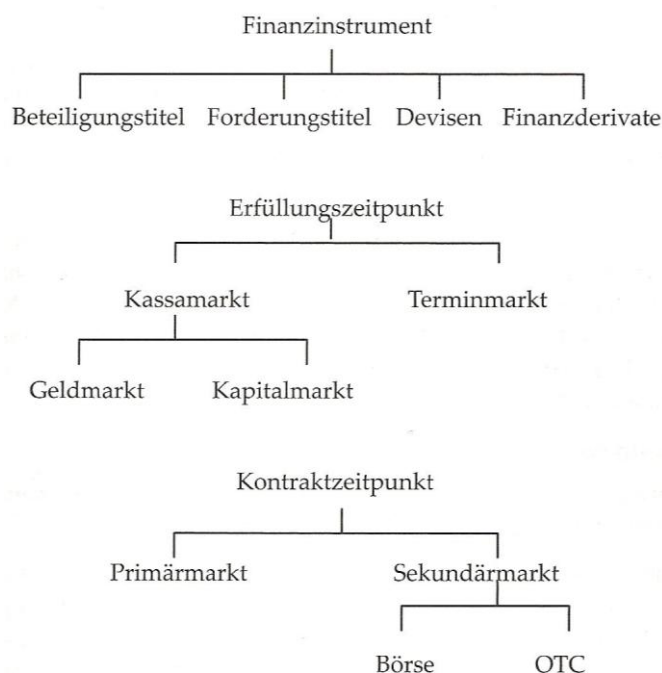 Finanzinstrument
Beteiligungstitel Forderungstitel Devisen Finanzderivate
Erfüllungszeitpunkt
Kassamarkt Terminmarkt
Geldmarkt Kapitalmarkt
Kontraktzeitpunkt
Primärmarkt Sekundärmarkt
Börse OTC